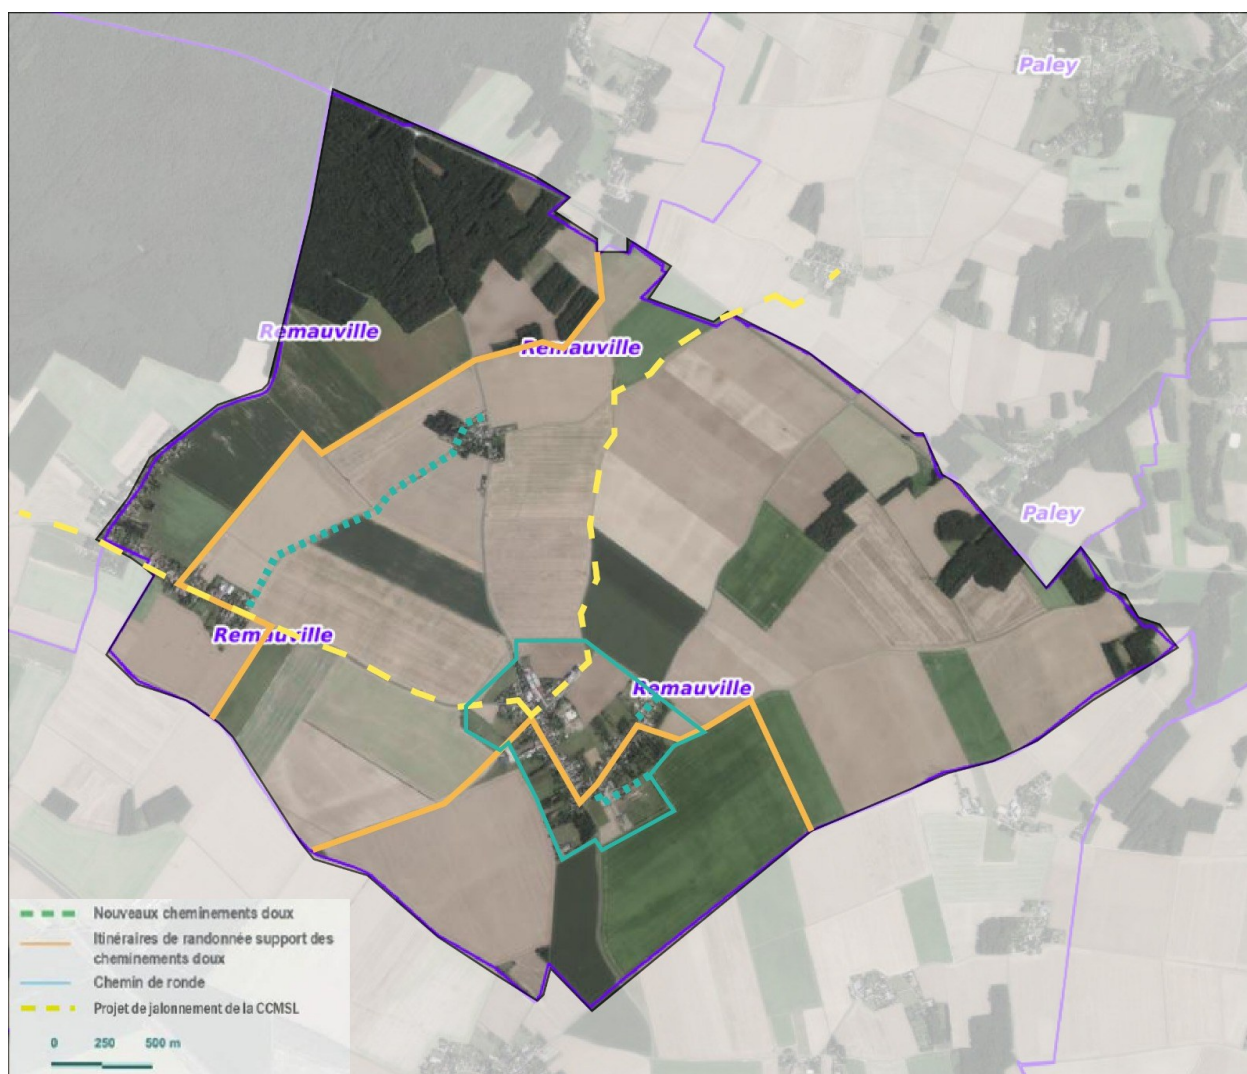 Paley
Remauville
Remauville
Paley
Remauville
Remauville
Nouveaux cheminements doux
Itinéraires de randonnée support des
cheminements doux
Chemin de ronde
Projet de jalonnement de la CCMSL
0 250 500 m